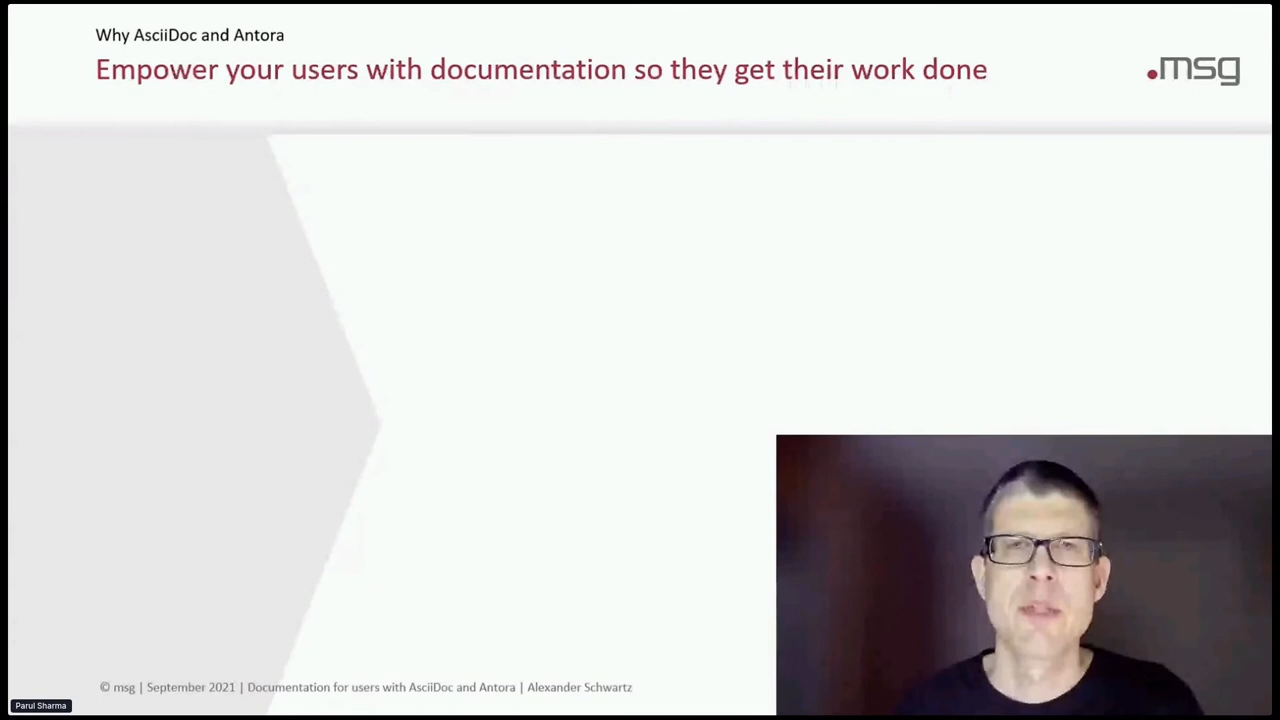 Why AsciiDoc and Antora
Empower your users with documentation so they get their work done
.msg
© msg | September 2021 | Documentation for users with AsciiDoc and Antora | Alexander Schwartz
Parul Sharma